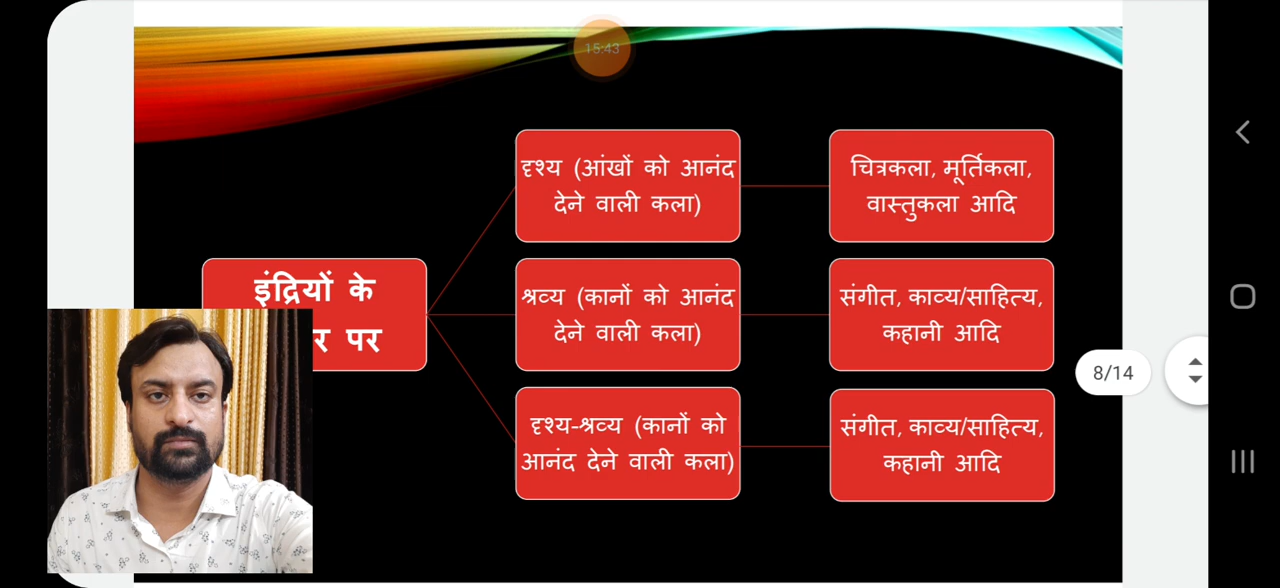 15:43
दृश्य (आंखों को आनंद
देने वाली कला)
चित्रकला, मूर्तिकला,
वास्तुकला आदि
इंद्रियों के
र पर
श्रव्य (कानों को आनंद
देने वाली कला)
संगीत, काव्य/साहित्य,
कहानी आदि
दृश्य-श्रव्य (कानों को
आनंद देने वाली कला)
संगीत, काव्य/साहित्य,
कहानी आदि
8/14